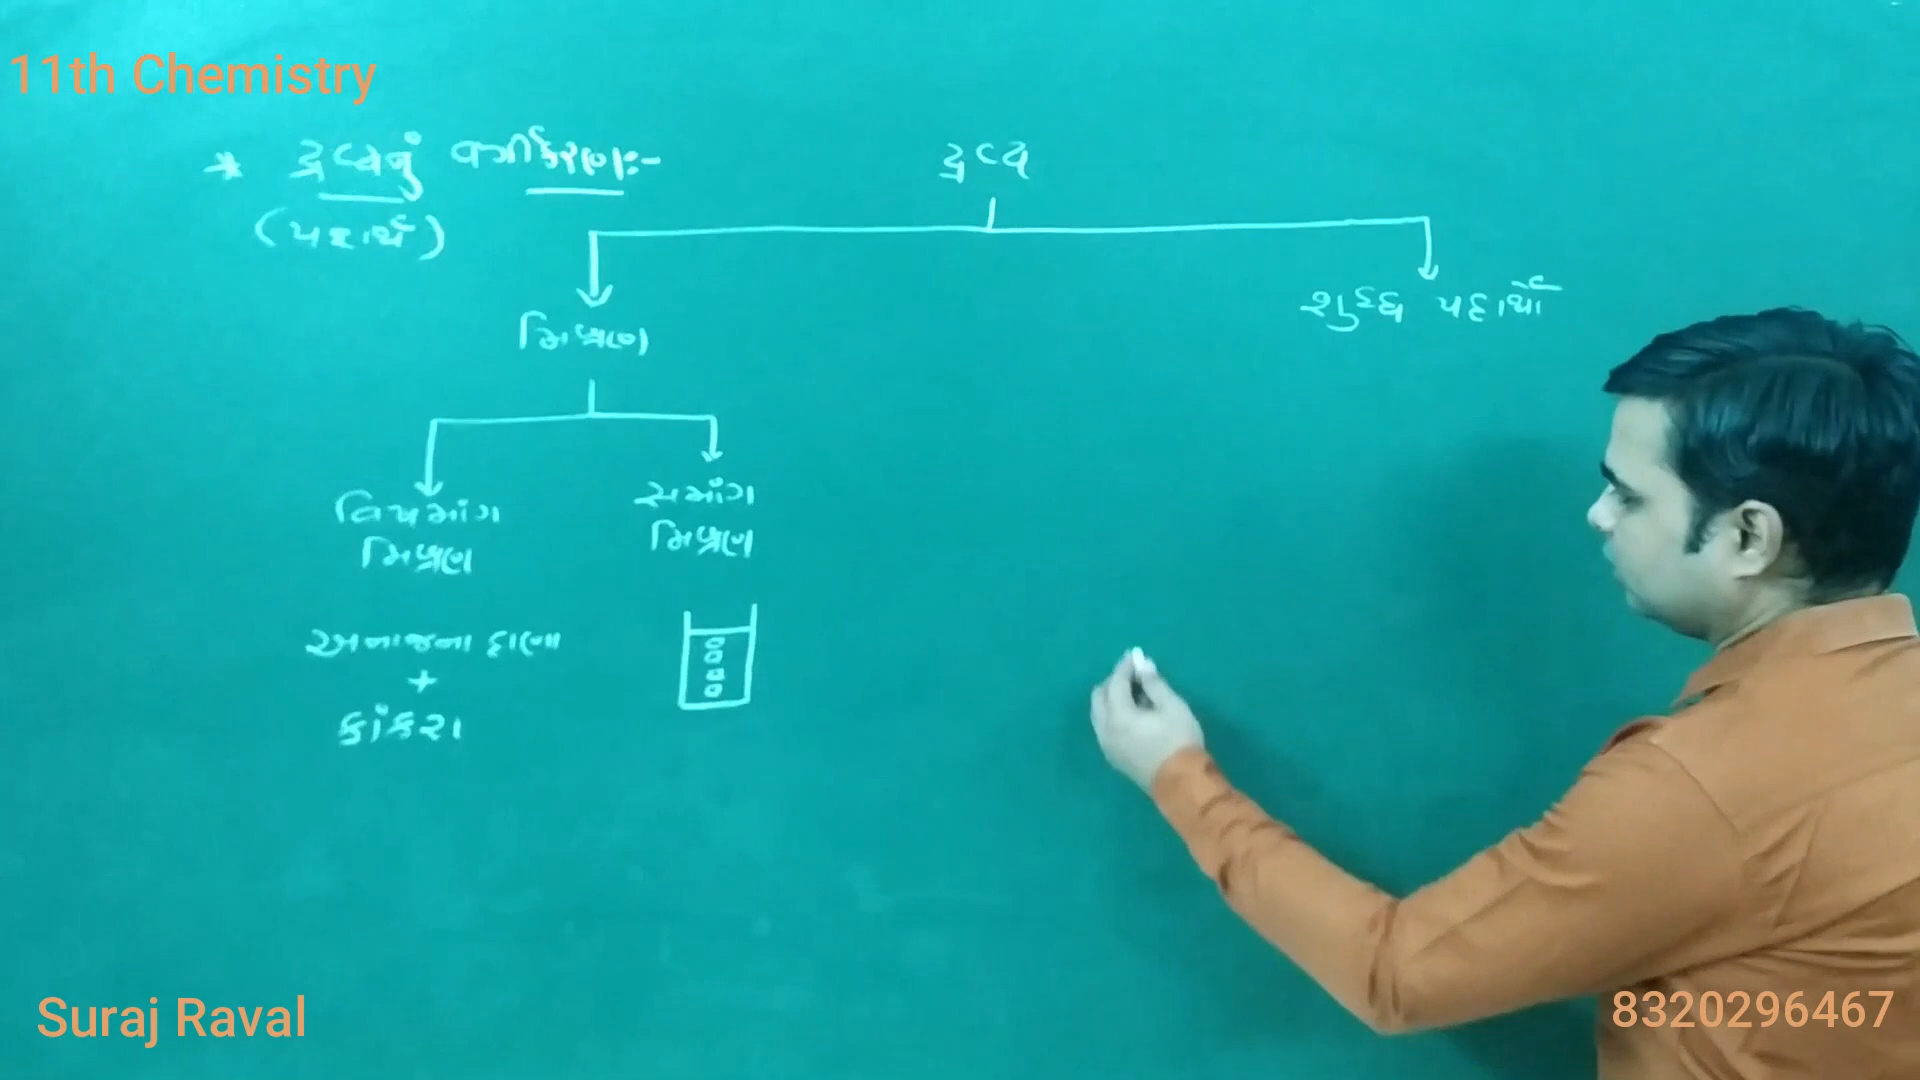 11th Chemistry
* દ્રવ્યનું વર્ગીકરણ:-
(પદાર્થ)
દ્રવ્ય
મિશ્રણ
શુદ્ધ પદાર્થો
વિષમાંગ
મિશ્રણ
સમાંગ
મિશ્રણ
અનાજના દાણા
+
કાંકરા
Suraj Raval
8320296467